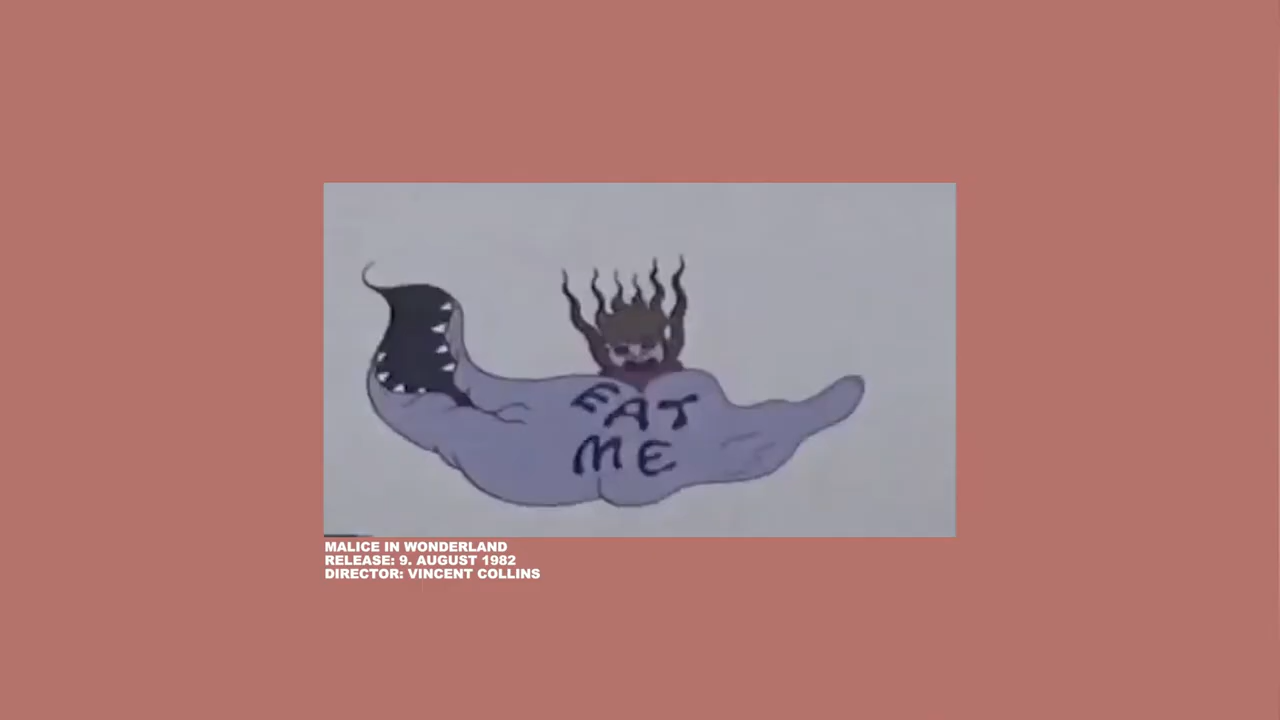 EAT
ME
MALICE IN WONDERLAND
RELEASE: 9. AUGUST 1982
DIRECTOR: VINCENT COLLINS